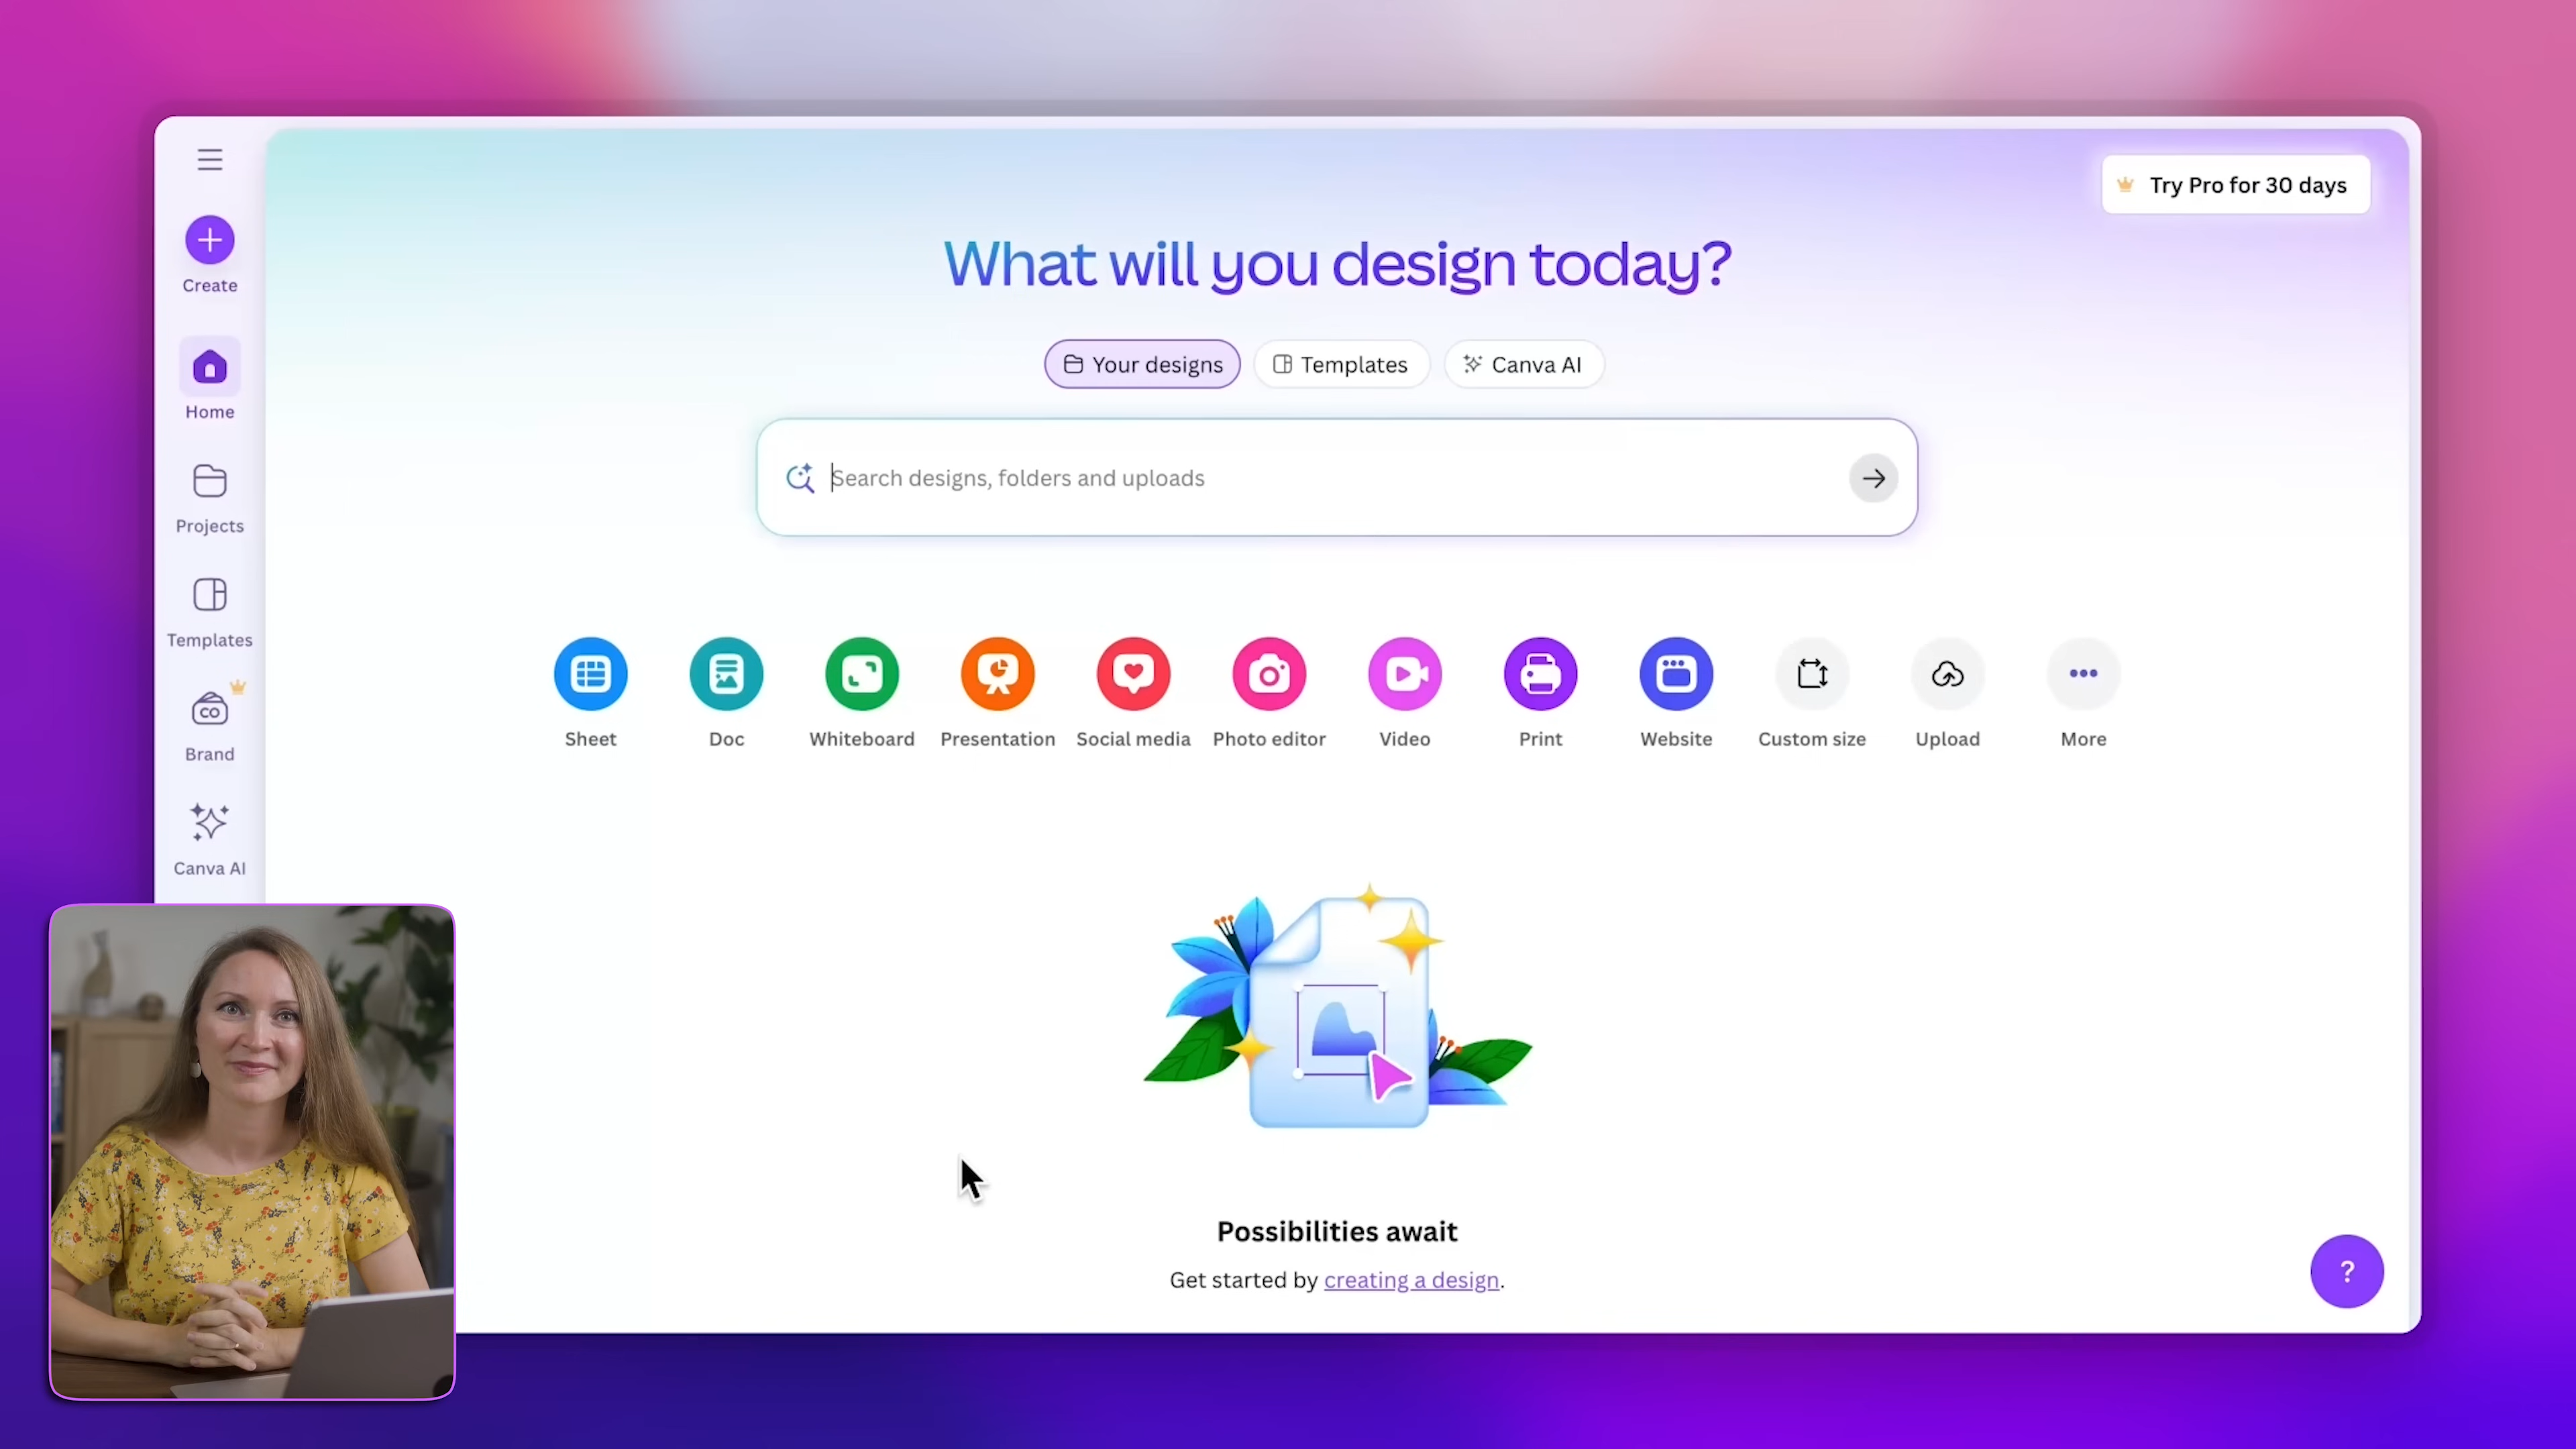 Try Pro for 30 days
Create
Home
Projects
Templates
CO
Brand
Canva AI
What will you design today?
Your designs
Templates
Canva AI
Search designs, folders and uploads
Sheet
Doc
Whiteboard
Presentation
Social media
Photo editor
Video
Print
Website
Custom size
Upload
More
Possibilities await
Get started by creating a design.
?